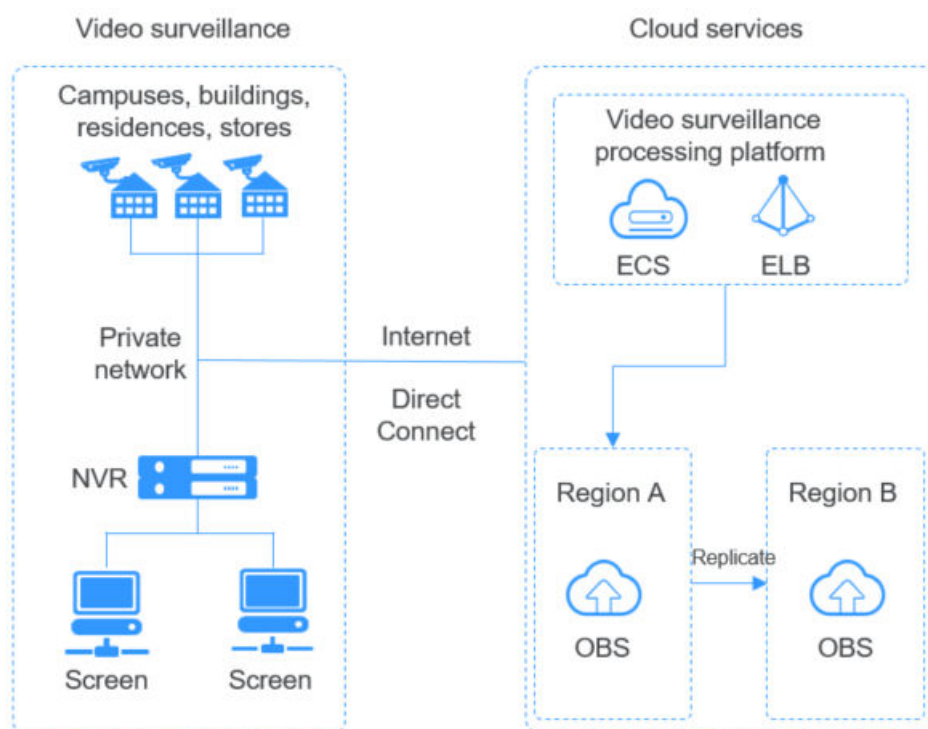 Video surveillance
Campuses, buildings,
residences, stores
Private
network
NVR
Screen
Screen
Internet
Direct
Connect
Cloud services
Video surveillance
processing platform
ECS
ELB
Region A
OBS
Replicate
Region B
OBS